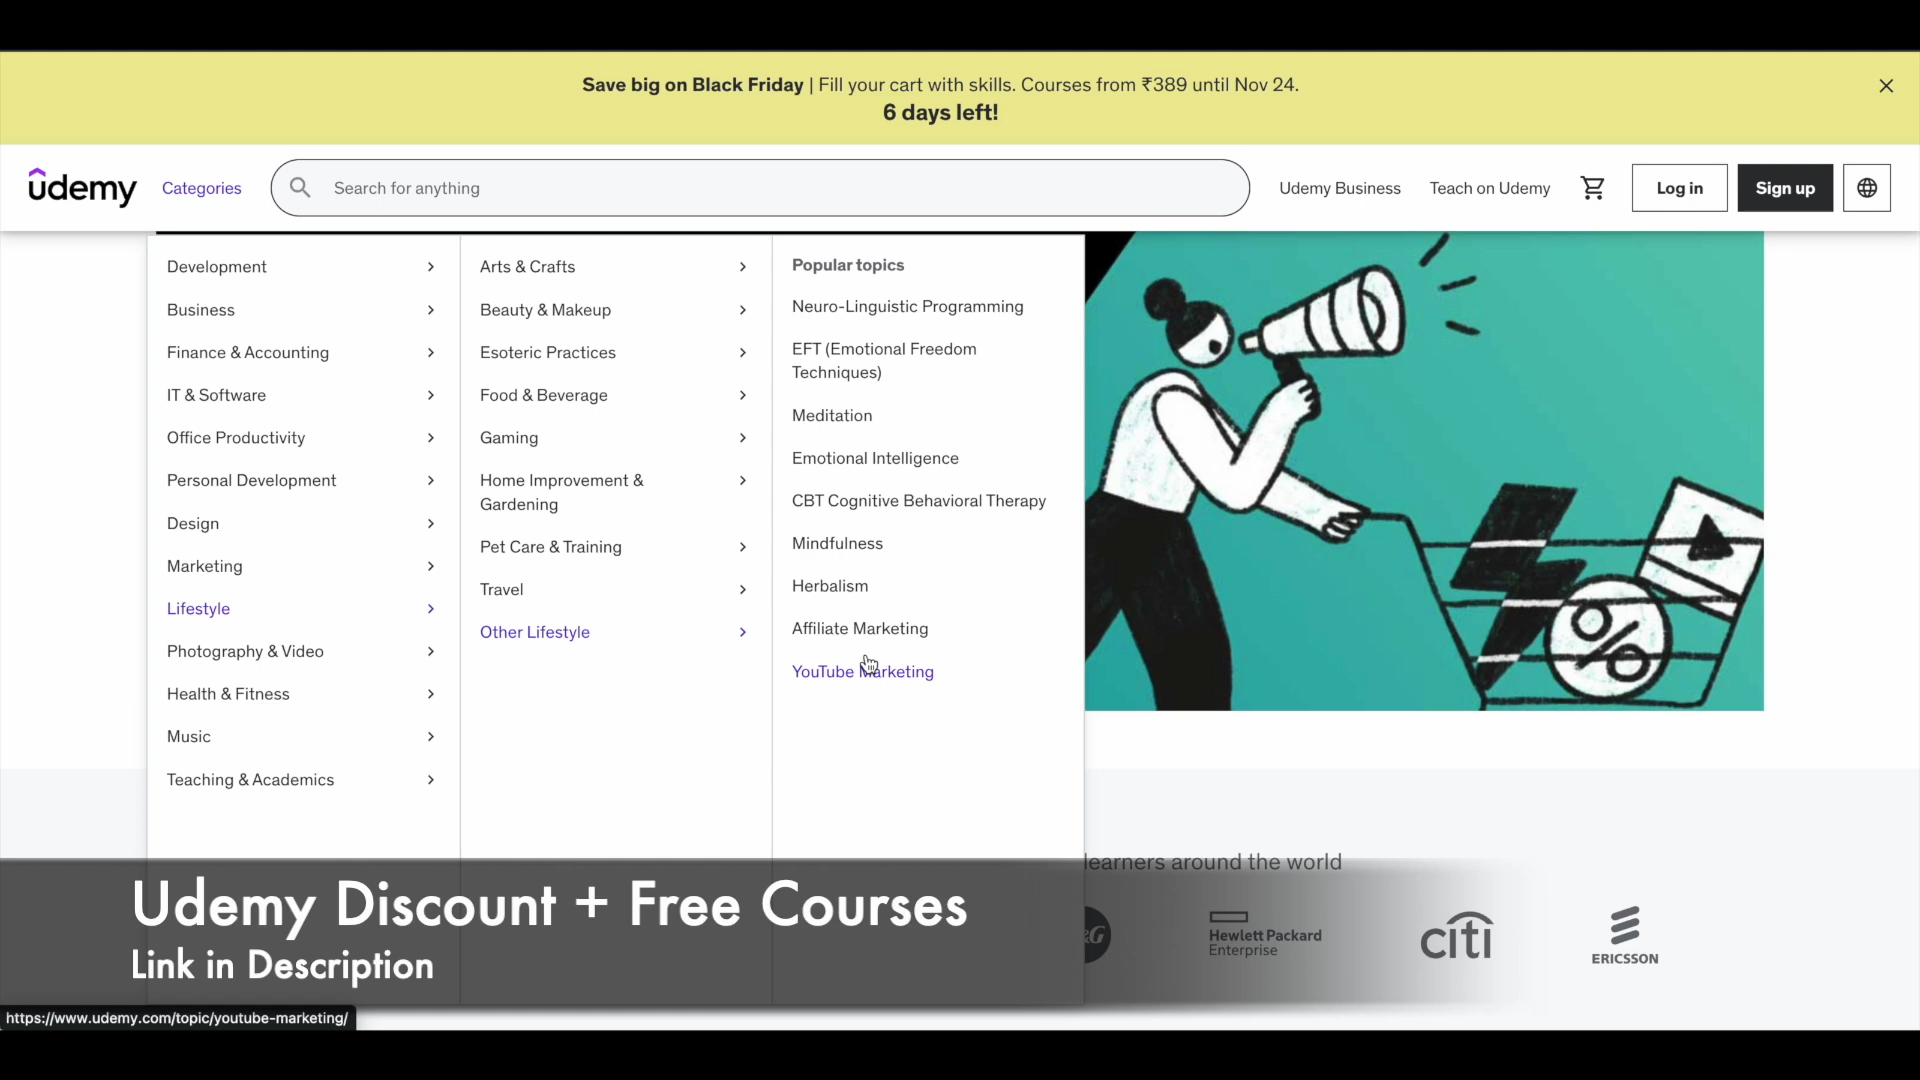 Save big on Black Friday | Fill your cart with skills. Courses from ₹389 until Nov 24.
6 days left!
ûdemy
Categories
Search for anything
Udemy Business
Teach on Udemy
Log in
Sign up
Development
Business
Finance & Accounting
IT & Software
Office Productivity
Personal Development
Design
Marketing
Lifestyle
Photography & Video
Health & Fitness
Music
Teaching & Academics
Arts & Crafts
Beauty & Makeup
Esoteric Practices
Food & Beverage
Gaming
Home Improvement &
Gardening
Pet Care & Training
Travel
Other Lifestyle
Popular topics
Neuro-Linguistic Programming
EFT (Emotional Freedom
Techniques)
Meditation
Emotional Intelligence
CBT Cognitive Behavioral Therapy
Mindfulness
Herbalism
Affiliate Marketing
YouTube Marketing
%
learners around the world
&G
Hewlett Packard
Enterprise
citi
ERICSSON
Udemy Discount + Free Courses
Link in Description
https://www.udemy.com/topic/youtube-marketing/